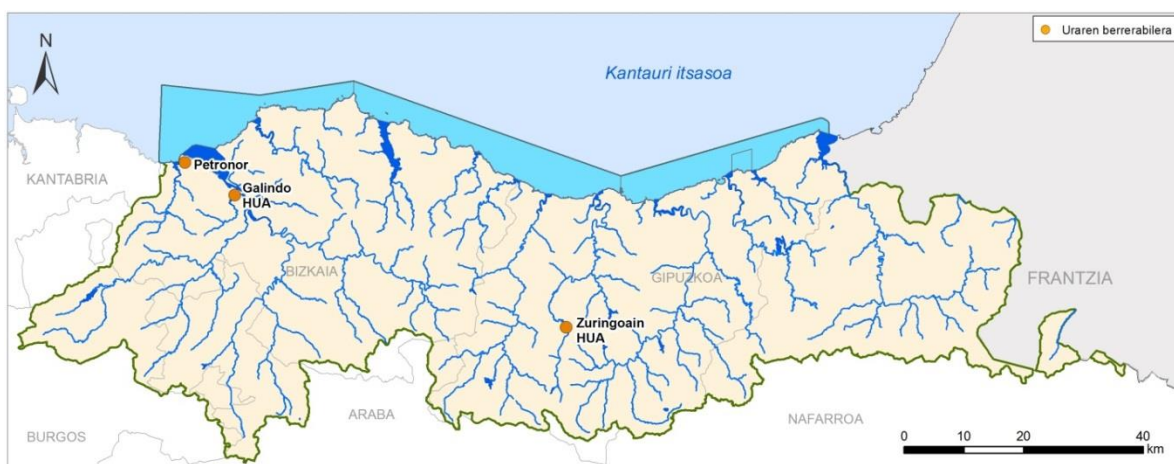 N
Uraren berrerabilera
Kantauri itsasoa
Petronor
KANTABRIA
Galindo
HUA
BIZKAIA
GIPUZKOA
FRANTZIA
Zuringoain
HUA
ARABA
NAFARROA
BURGOS
0 10 20 40
km